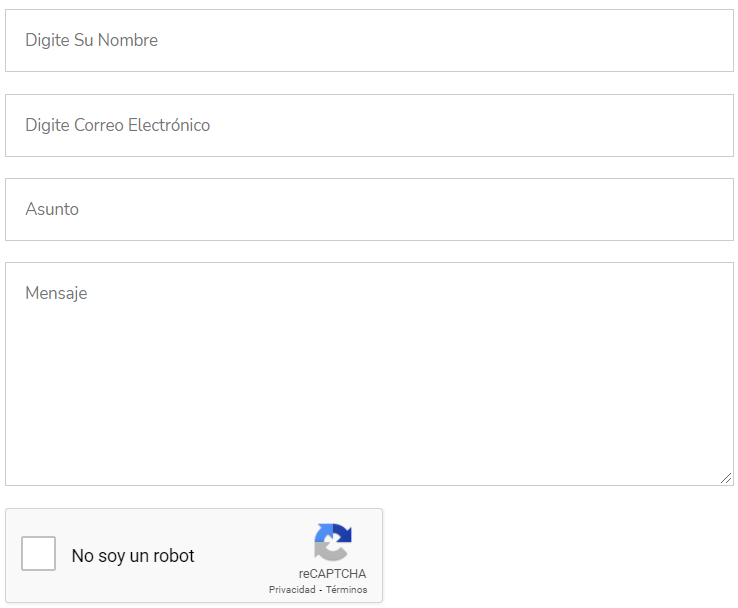 Digite Su Nombre
Digite Correo Electrónico
Asunto
Mensaje
No soy un robot
reCAPTCHA
Privacidad - Términos